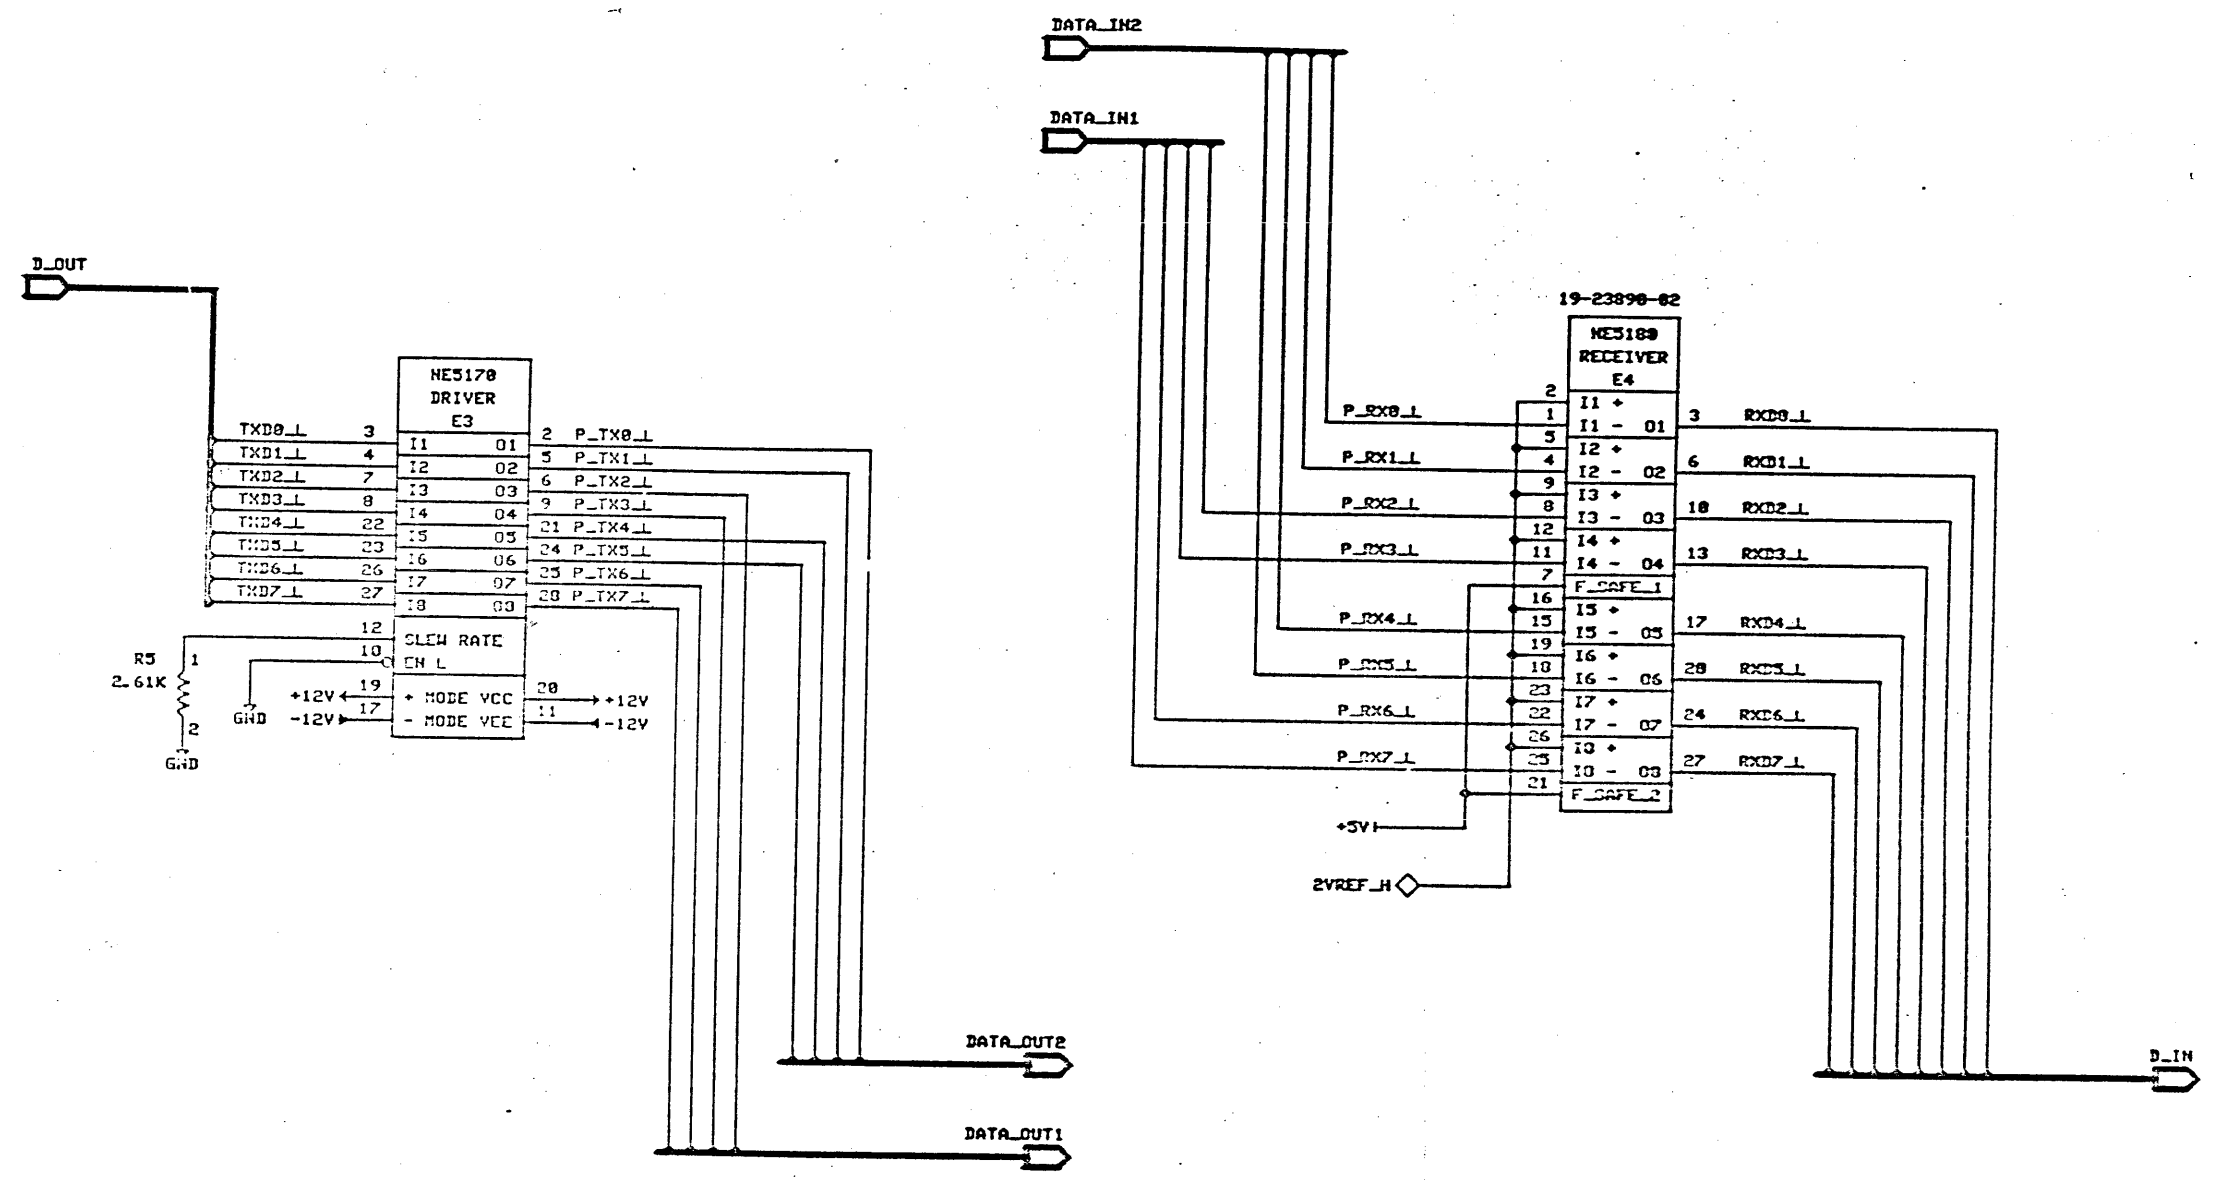 DATA_IN2
DATA_IN1
D_OUT
NE5170
DRIVER
E3
TXD0_L 3 I1 O1 2 P_TX0_L
TXD1_L 4 I2 O2 5 P_TX1_L
TXD2_L 7 I3 O3 6 P_TX2_L
TXD3_L 8 I4 O4 9 P_TX3_L
TXD4_L 22 I5 O5 21 P_TX4_L
TXD5_L 23 I6 O6 24 P_TX5_L
TXD6_L 26 I7 O7 25 P_TX6_L
TXD7_L 27 I8 O8 28 P_TX7_L
12 SLEW RATE
10 EN L
R5 1
2.61K
2
GND
GND
+12V 19 + MODE VCC 20 +12V
-12V 17 - MODE VEE 11 -12V
19-23890-02
NE5180
RECEIVER
E4
2 I1 +
P_RX0_L 1 I1 - O1 3 RXD0_L
5 I2 +
P_RX1_L 4 I2 - O2 6 RXD1_L
9 I3 +
P_RX2_L 8 I3 - O3 10 RXD2_L
12 I4 +
P_RX3_L 11 I4 - O4 13 RXD3_L
7 F_SAFE_1
16 I5 +
P_RX4_L 15 I5 - O5 17 RXD4_L
19 I6 +
P_RX5_L 18 I6 - O6 20 RXD5_L
23 I7 +
P_RX6_L 22 I7 - O7 24 RXD6_L
26 I8 +
P_RX7_L 25 I8 - O8 27 RXD7_L
21 F_SAFE_2
+5V
2VREF_H
DATA_OUT2
DATA_OUT1
D_IN